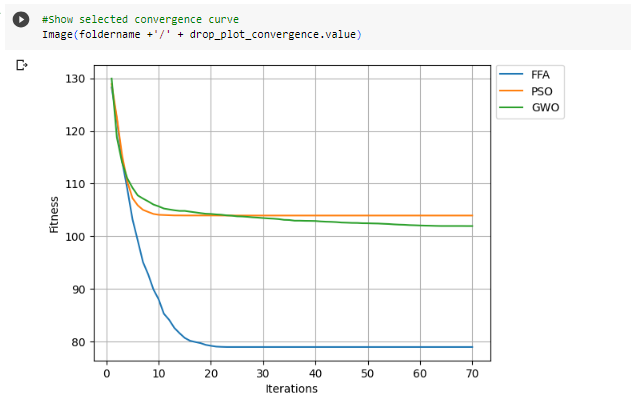 #Show selected convergence curve
Image(foldername +'/' + drop_plot_convergence.value)
FFA
PSO
GWO
130
120
110
100
90
80
Fitness
0 10 20 30 40 50 60 70
Iterations